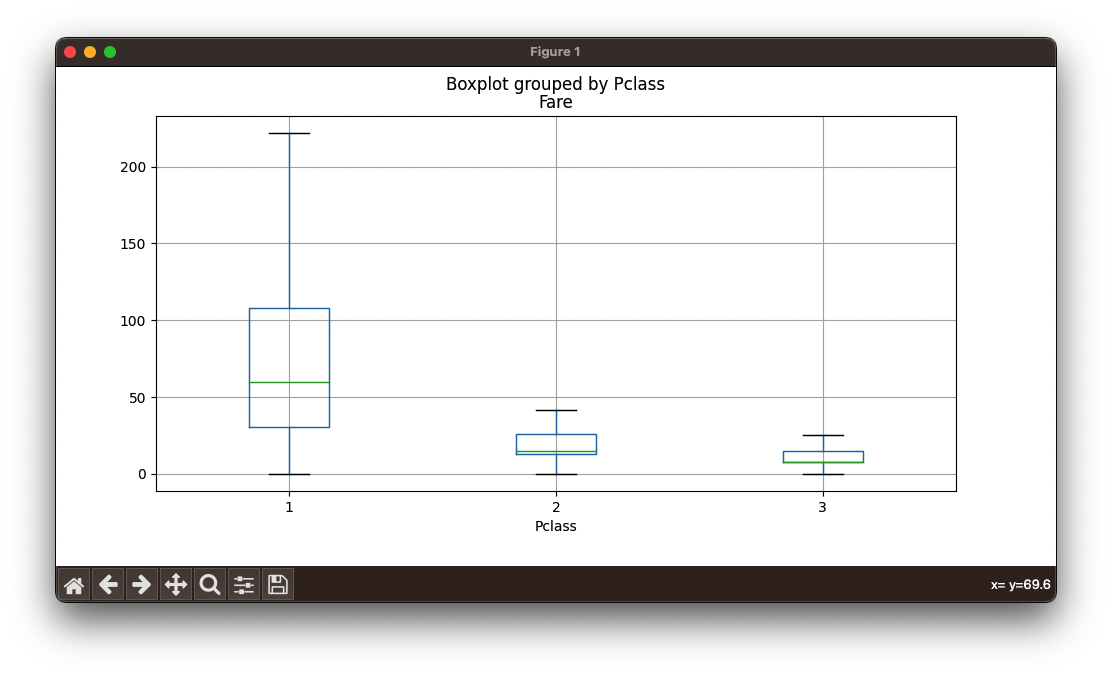 Figure 1
Boxplot grouped by Pclass
Fare
200
150
100
50
0
1 2 3
Pclass
x= y=69.6